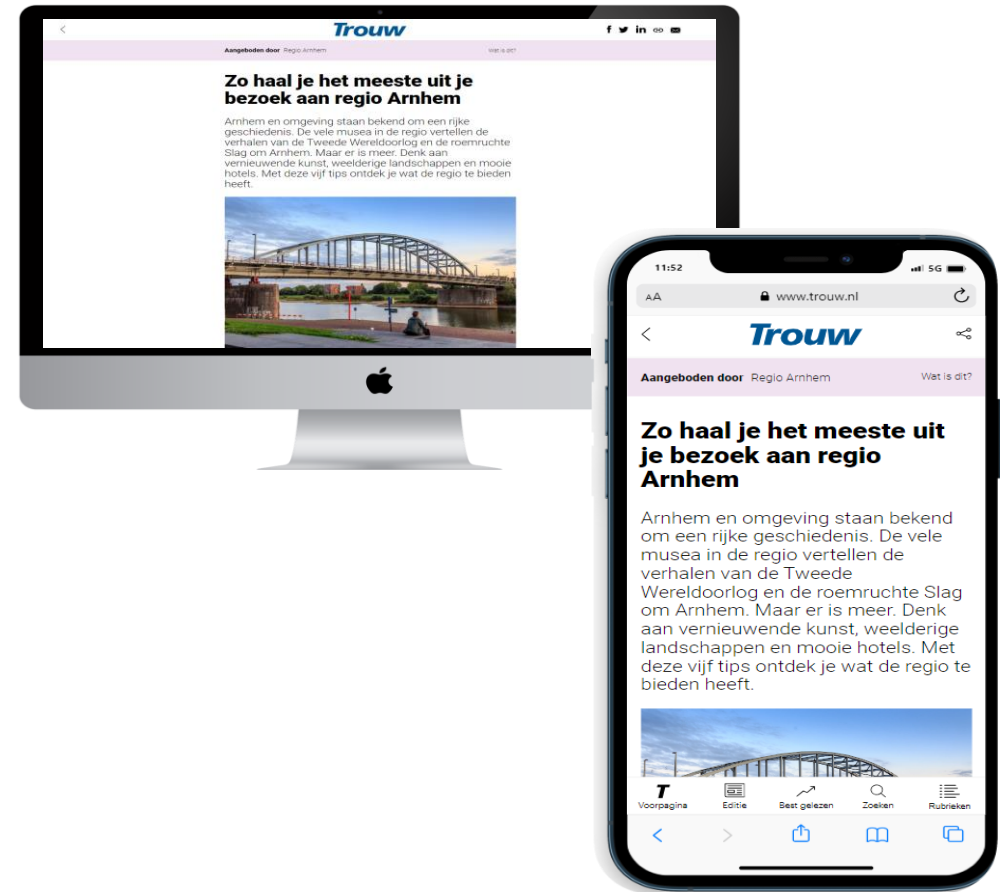 Trouw
Aangeboden door Regio Arnhem
Wat is dit?
Zo haal je het meeste uit je
bezoek aan regio Arnhem
Arnhem en omgeving staan bekend om een rijke
geschiedenis. De vele musea in de regio vertellen de
verhalen van de Tweede Wereldoorlog en de roemruchte
Slag om Arnhem. Maar er is meer. Denk aan
vernieuwende kunst, weelderige landschappen en mooie
hotels. Met deze vijf tips ontdek je wat de regio te bieden
heeft.
11:52
5G
AA
www.trouw.nl
Trouw
Aangeboden door Regio Arnhem
Wat is dit?
Zo haal je het meeste uit
je bezoek aan regio
Arnhem
Arnhem en omgeving staan bekend
om een rijke geschiedenis. De vele
musea in de regio vertellen de
verhalen van de Tweede
Wereldoorlog en de roemruchte Slag
om Arnhem. Maar er is meer. Denk
aan vernieuwende kunst, weelderige
landschappen en mooie hotels. Met
deze vijf tips ontdek je wat de regio te
bieden heeft.
T
Voorpagina
Editie
Best gelezen
Zoeken
Rubrieken